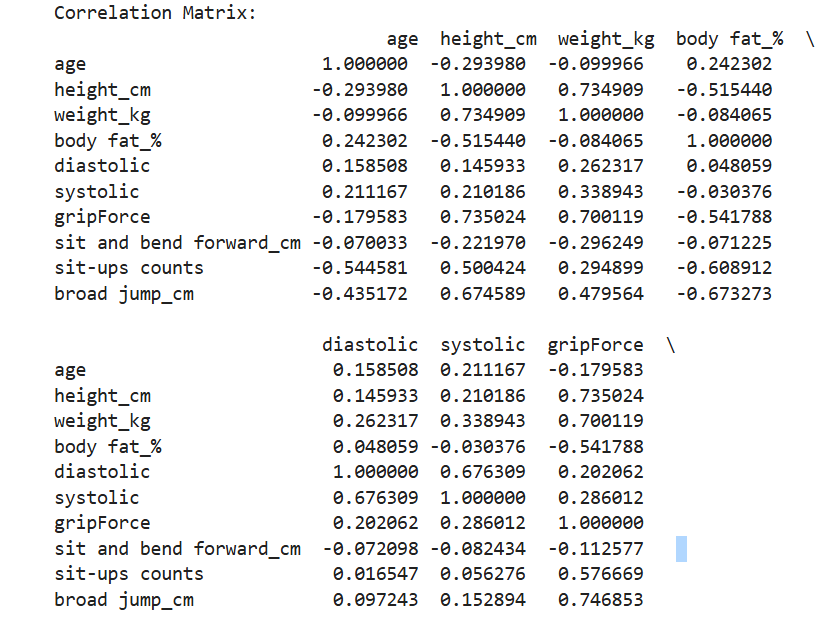 Correlation Matrix:
age height_cm weight_kg body fat_% \
age 1.000000 -0.293980 -0.099966 0.242302
height_cm -0.293980 1.000000 0.734909 -0.515440
weight_kg -0.099966 0.734909 1.000000 -0.084065
body fat_% 0.242302 -0.515440 -0.084065 1.000000
diastolic 0.158508 0.145933 0.262317 0.048059
systolic 0.211167 0.210186 0.338943 -0.030376
gripForce -0.179583 0.735024 0.700119 -0.541788
sit and bend forward_cm -0.070033 -0.221970 -0.296249 -0.071225
sit-ups counts -0.544581 0.500424 0.294899 -0.608912
broad jump_cm -0.435172 0.674589 0.479564 -0.673273
diastolic systolic gripForce \
age 0.158508 0.211167 -0.179583
height_cm 0.145933 0.210186 0.735024
weight_kg 0.262317 0.338943 0.700119
body fat_% 0.048059 -0.030376 -0.541788
diastolic 1.000000 0.676309 0.202062
systolic 0.676309 1.000000 0.286012
gripForce 0.202062 0.286012 1.000000
sit and bend forward_cm -0.072098 -0.082434 -0.112577
sit-ups counts 0.016547 0.056276 0.576669
broad jump_cm 0.097243 0.152894 0.746853